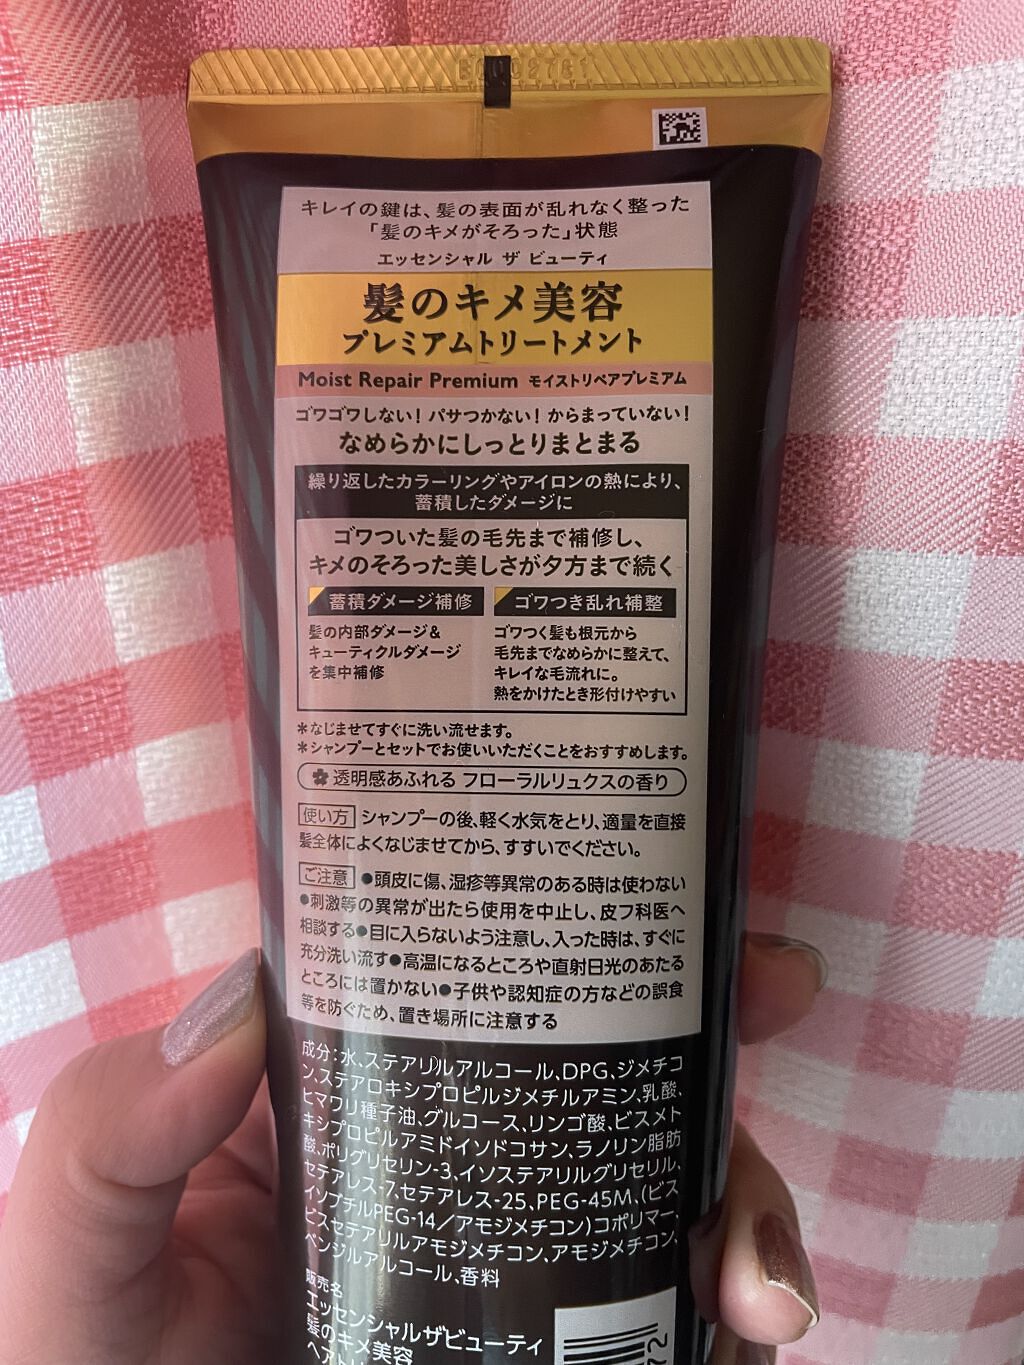 キレイの鍵は、髪の表面が乱れなく整った
「髪のキメがそろった」状態
エッセンシャル ザ ビューティ
髪のキメ美容
プレミアムトリートメント
Moist Repair Premium モイストリペアプレミアム
ゴワゴワしない! パサつかない! からまっていない!
なめらかにしっとりまとまる
繰り返したカラーリングやアイロンの熱により、
蓄積したダメージに
ゴワついた髪の毛先まで補修し、
キメのそろった美しさが夕方まで続く
蓄積ダメージ補修
髪の内部ダメージ&
キューティクルダメージ
を集中補修
ゴワつき乱れ補整
ゴワつく髪も根元から
毛先までなめらかに整えて、
キレイな毛流れに。
熱をかけたとき形付けやすい
*なじませてすぐに洗い流せます。
*シャンプーとセットでお使いいただくことをおすすめします。
透明感あふれる フローラルリュクスの香り
使い方 シャンプーの後、軽く水気をとり、適量を直接
髪全体によくなじませてから、すすいでください。
ご注意 ●頭皮に傷、湿疹等異常のある時は使わない
●刺激等の異常が出たら使用を中止し、皮フ科医へ
相談する●目に入らないよう注意し、入った時は、すぐに
充分洗い流す●高温になるところや直射日光のあたる
ところには置かない●子供や認知症の方などの誤食
等を防ぐため、置き場所に注意する
成分:水、ステアリルアルコール、DPG、ジメチコ
ン、ステアロキシプロピルジメチルアミン、乳酸、
ヒマワリ種子油、グルコース、リンゴ酸、ビスメト
キシプロピルアミドイソドコサン、ラノリン脂肪
酸、ポリグリセリン-3、イソステアリルグリセリル、
セテアレス-7、セテアレス-25、PEG-45M、(ビス
イソブチルPEG-14/アモジメチコン)コポリマー、
ビスセテアリルアモジメチコン、アモジメチコン、
ベンジルアルコール、香料
販売名
エッセンシャルザビューティ
髪のキメ美容